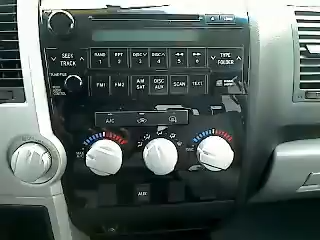 SEEK TRACK
RAND 1
RPT 2
DISC∨ 3
DISC∧ 4
5
6
TYPE FOLDER
FM1
FM2
AM SAT
DISC AUX
SCAN
TEXT
A/C
AUX